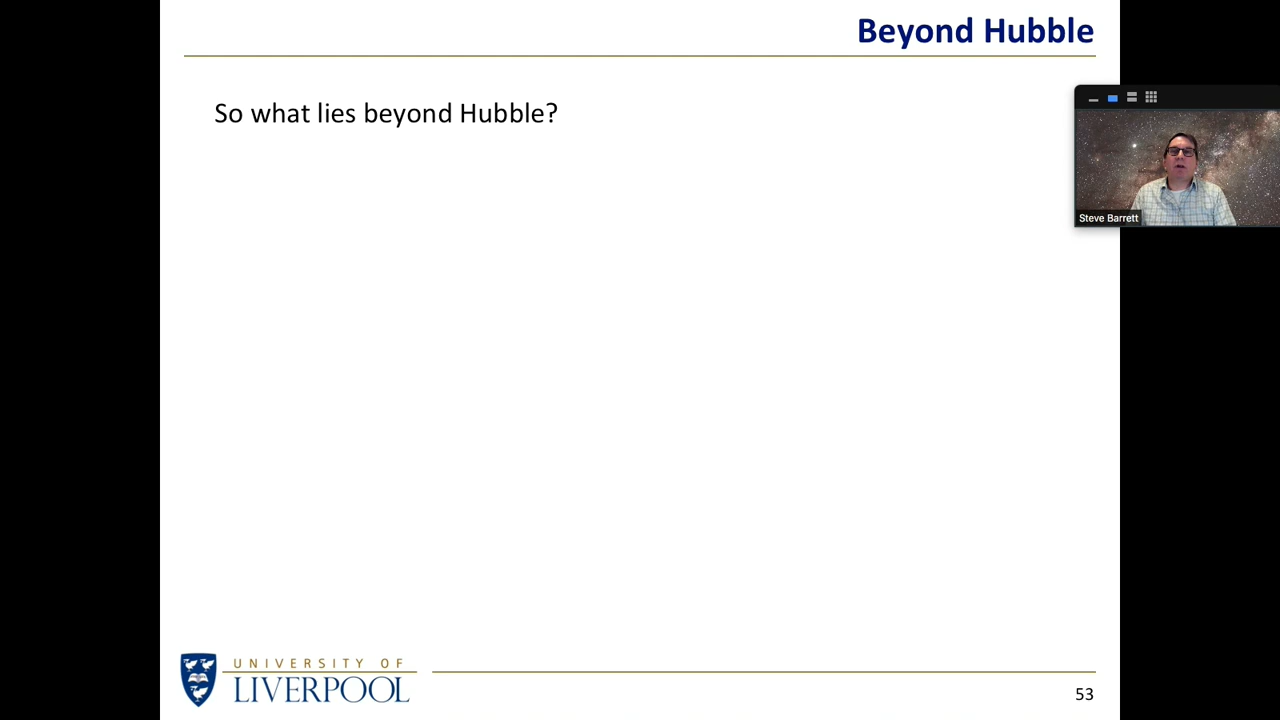 Beyond Hubble
So what lies beyond Hubble?
Steve Barrett
UNIVERSITY OF
LIVERPOOL
53